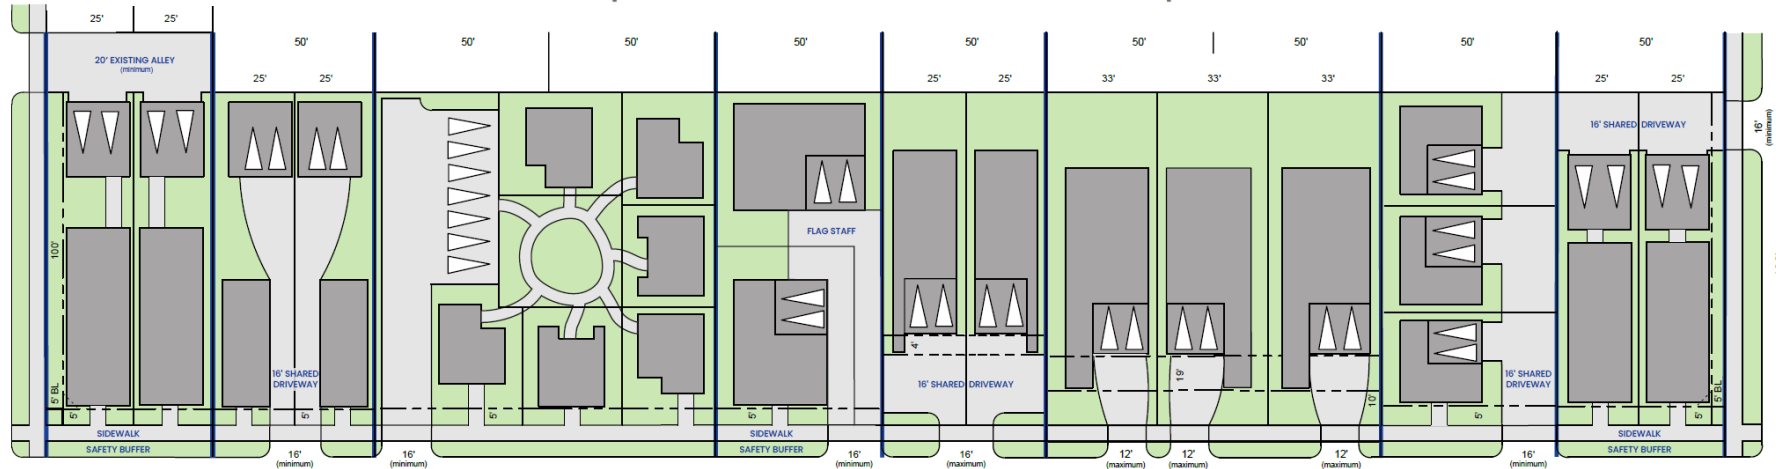 25'
25'
50'
50'
50'
50'
50'
50'
50'
50'
50'
20' EXISTING ALLEY
(minimum)
25'
25'
25'
25'
33'
33'
33'
25'
25'
16' SHARED DRIVEWAY
16'
(minimum)
100'
FLAG STAFF
4'
19'
10'
16' SHARED
DRIVEWAY
16' SHARED DRIVEWAY
16' SHARED
DRIVEWAY
5' BL
5'
5'
5'
5'
5'
5'
5' BL
SIDEWALK
SIDEWALK
SIDEWALK
SAFETY BUFFER
SAFETY BUFFER
SAFETY BUFFER
16'
(minimum)
16'
(minimum)
16'
(minimum)
16'
(maximum)
12'
(maximum)
12'
(maximum)
12'
(maximum)
16'
(minimum)